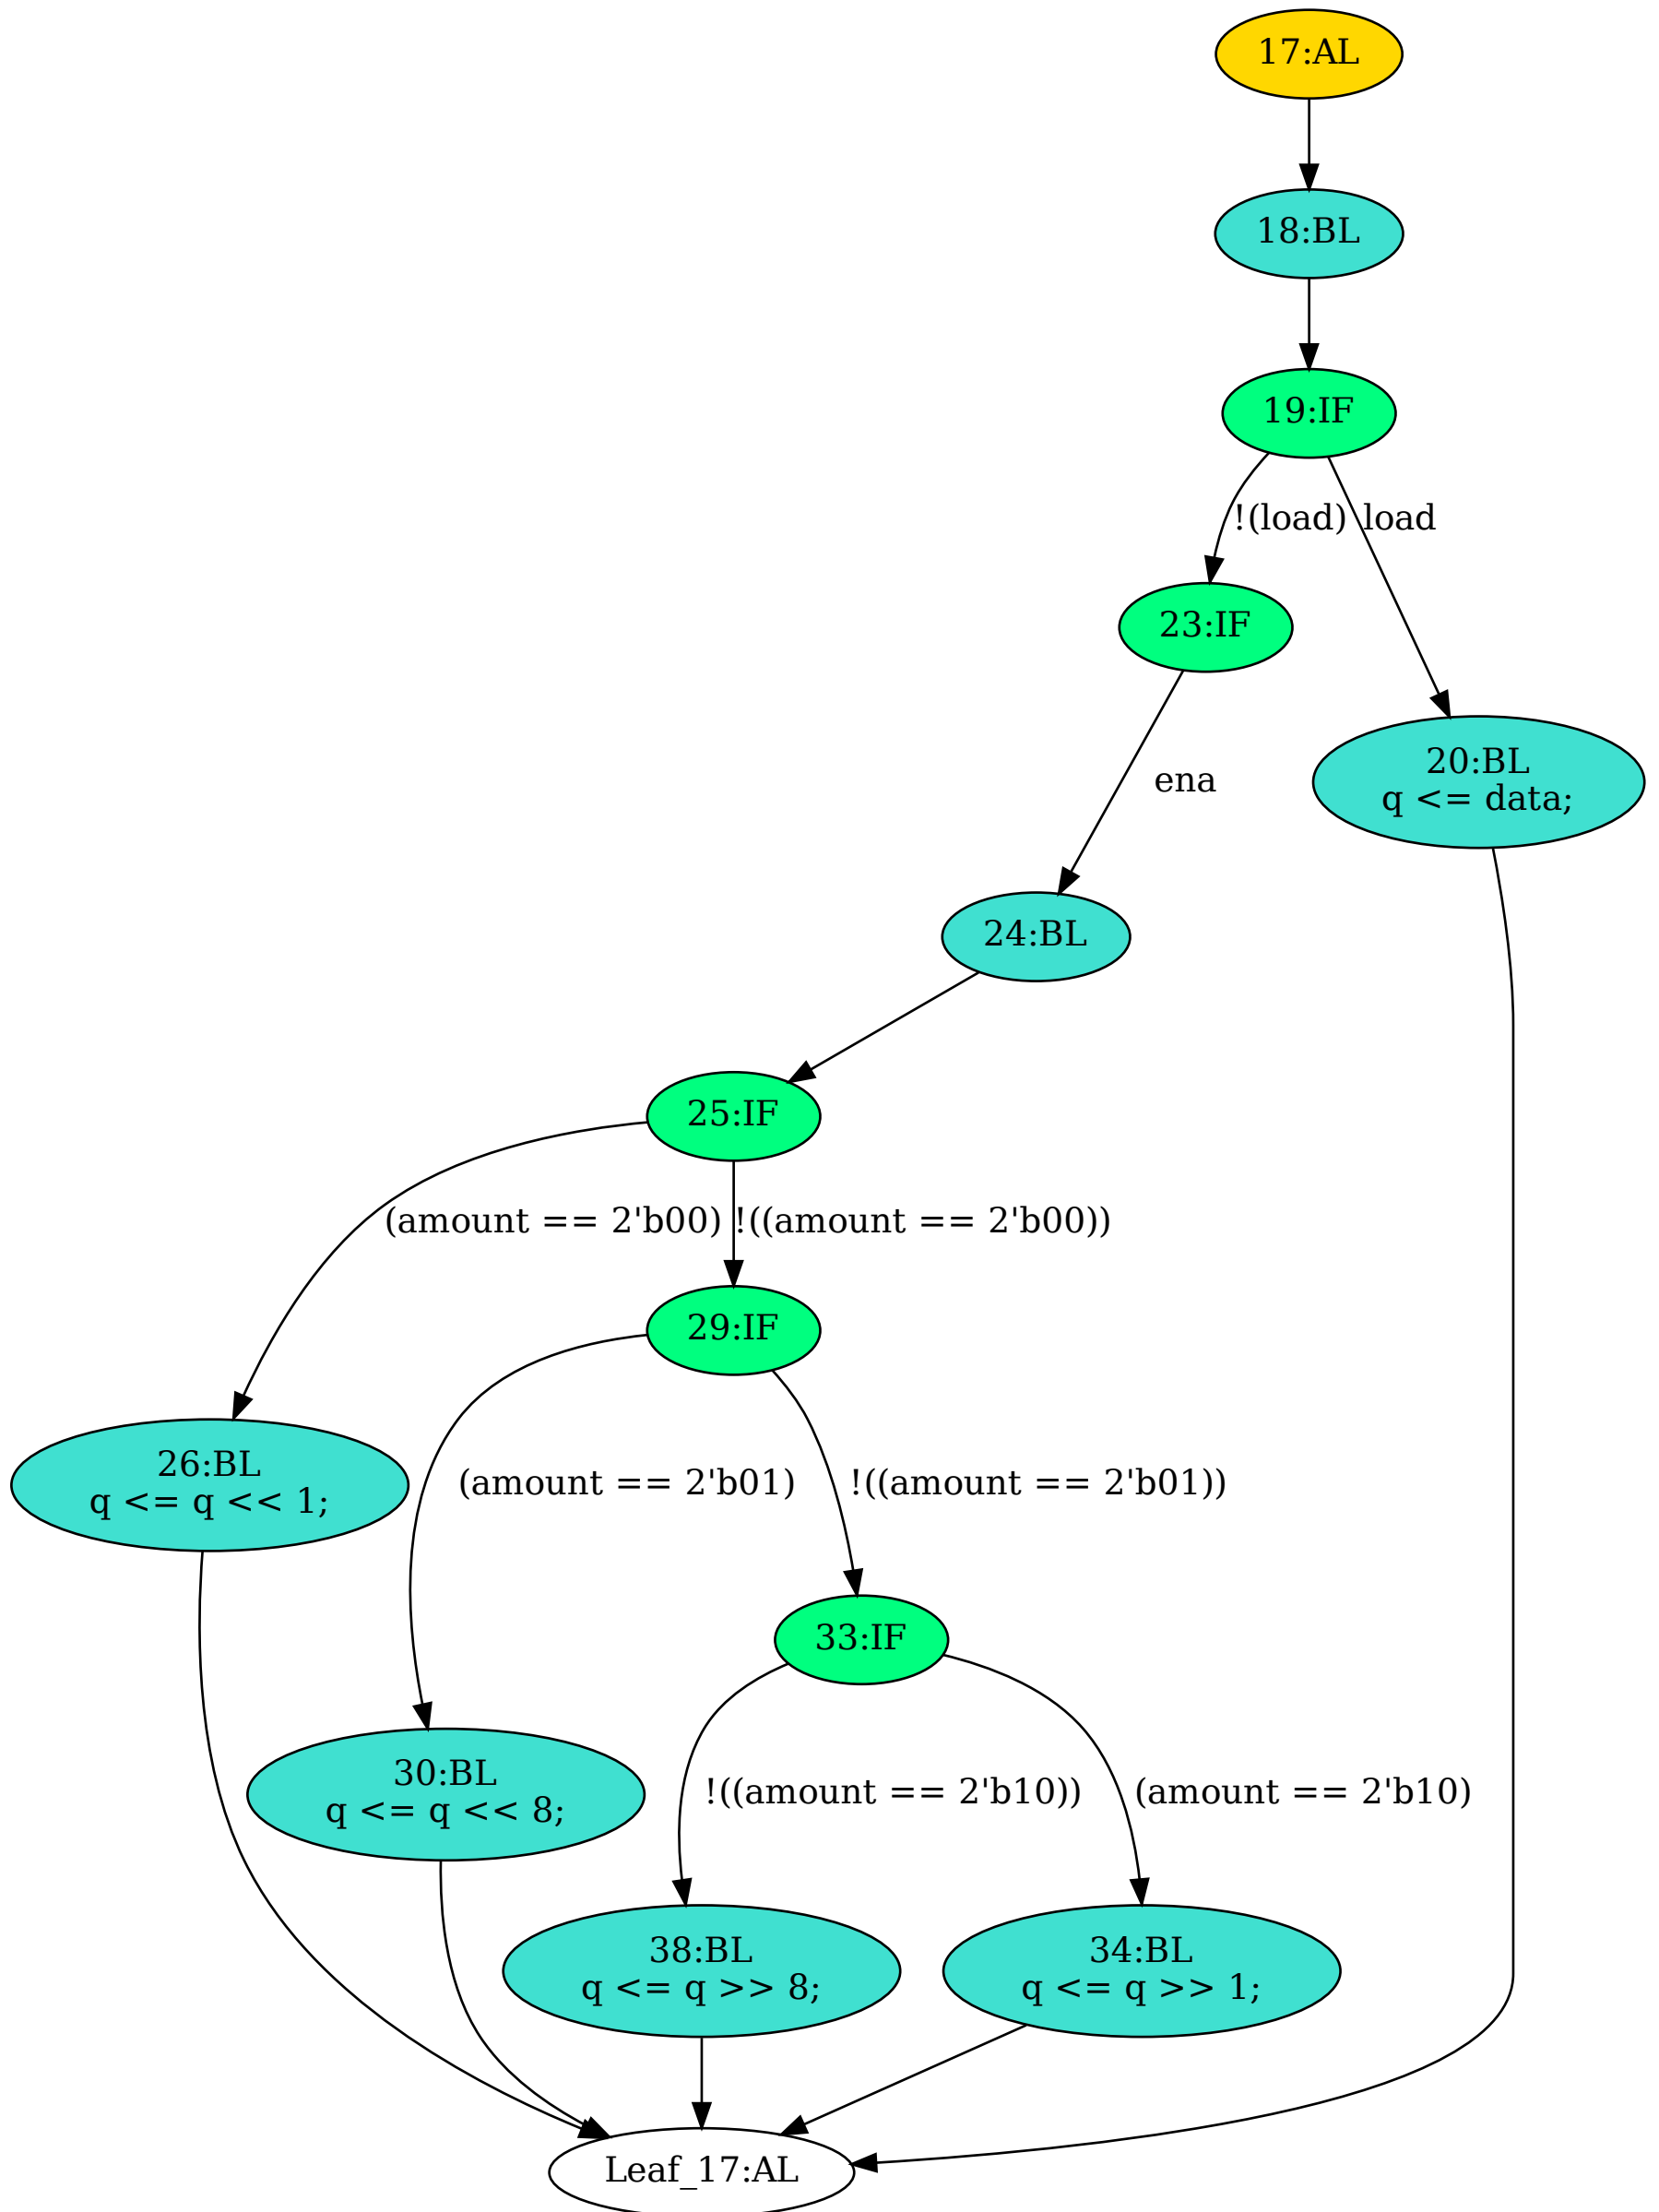 17:AL
18:BL
19:IF
!(load)
load
23:IF
20:BL
q <= data;
ena
24:BL
25:IF
(amount == 2'b00)
!((amount == 2'b00))
29:IF
26:BL
q <= q << 1;
(amount == 2'b01)
!((amount == 2'b01))
33:IF
30:BL
q <= q << 8;
!((amount == 2'b10))
(amount == 2'b10)
38:BL
q <= q >> 8;
34:BL
q <= q >> 1;
Leaf_17:AL